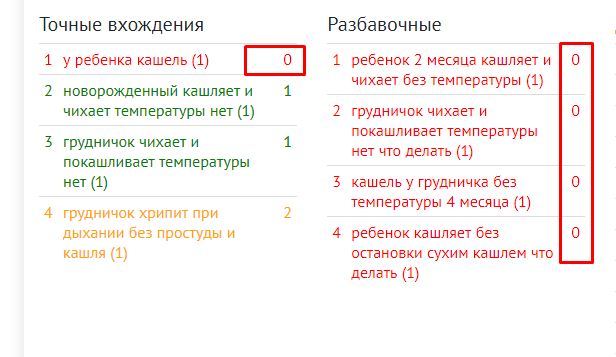 Точные вхождения
1 у ребенка кашель (1) 0
2 новорожденный кашляет и 1
чихает температуры нет (1)
3 грудничок чихает и 1
покашливает температуры
нет (1)
4 грудничок хрипит при 2
дыхании без простуды и
кашля (1)
Разбавочные
1 ребенок 2 месяца кашляет и 0
чихает без температуры (1)
2 грудничок чихает и 0
покашливает температуры
нет что делать (1)
3 кашель у грудничка без 0
температуры 4 месяца (1)
4 ребенок кашляет без 0
остановки сухим кашлем что
делать (1)